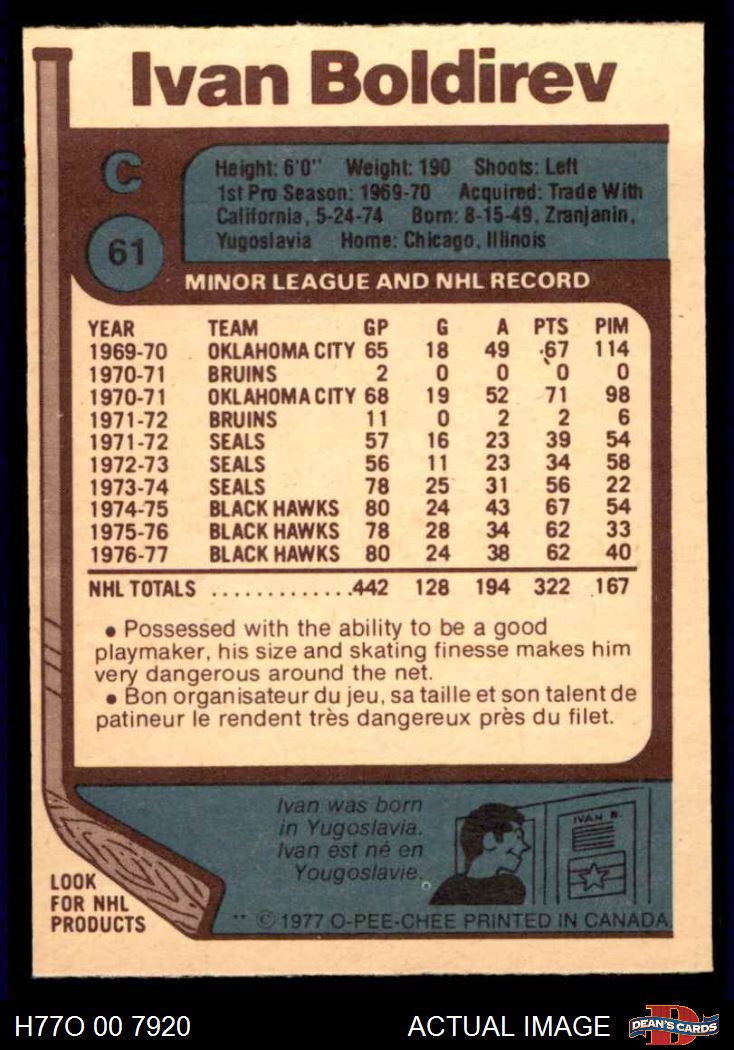 Ivan Boldirev
C
61
Height: 6'0" Weight: 190 Shoots: Left
1st Pro Season: 1969-70 Acquired: Trade With
California, 5-24-74 Born: 8-15-49, Zranjanin,
Yugoslavia Home: Chicago, Illinois
MINOR LEAGUE AND NHL RECORD
YEAR TEAM GP G A PTS PIM
1969-70 OKLAHOMA CITY 65 18 49 67 114
1970-71 BRUINS 2 0 0 0 0
1970-71 OKLAHOMA CITY 68 19 52 71 98
1971-72 BRUINS 11 0 2 2 6
1971-72 SEALS 57 16 23 39 54
1972-73 SEALS 56 11 23 34 58
1973-74 SEALS 78 25 31 56 22
1974-75 BLACK HAWKS 80 24 43 67 54
1975-76 BLACK HAWKS 78 28 34 62 33
1976-77 BLACK HAWKS 80 24 38 62 40
NHL TOTALS .............442 128 194 322 167
• Possessed with the ability to be a good
playmaker, his size and skating finesse makes him
very dangerous around the net.
• Bon organisateur du jeu, sa taille et son talent de
patineur le rendent très dangereux près du filet.
Ivan was born
in Yugoslavia.
Ivan est né en
Yougoslavie.
IVAN B
LOOK
FOR NHL
PRODUCTS
** © 1977 O-PEE-CHEE PRINTED IN CANADA
H77O 00 7920
ACTUAL IMAGE
D
DEAN'S CARDS